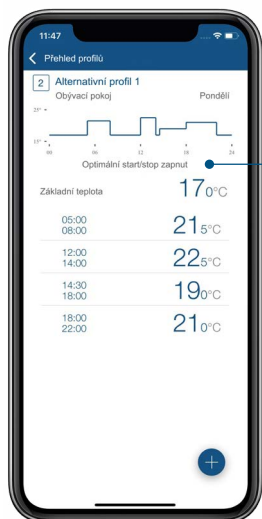 11:47
Přehled profilů
2 Alternativní profil 1
Obývací pokoj Pondělí
25°
15°
00 06 12 18 24
Optimální start/stop zapnut
Základní teplota 17 0°C
05:00
08:00
21 5°C
12:00
14:00
22 5°C
14:30
18:00
19 0°C
18:00
22:00
21 0°C